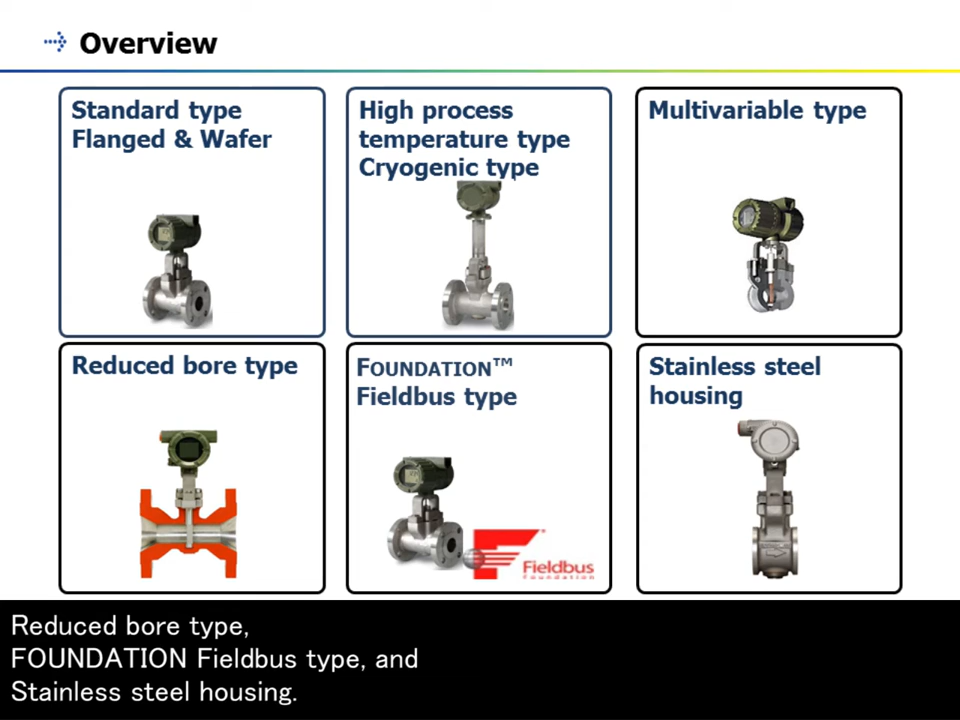 Overview
Standard type
Flanged & Wafer
High process
temperature type
Cryogenic type
Multivariable type
Reduced bore type
FOUNDATION™
Fieldbus type
Fieldbus
Foundation
Stainless steel
housing
Reduced bore type,
FOUNDATION Fieldbus type, and
Stainless steel housing.